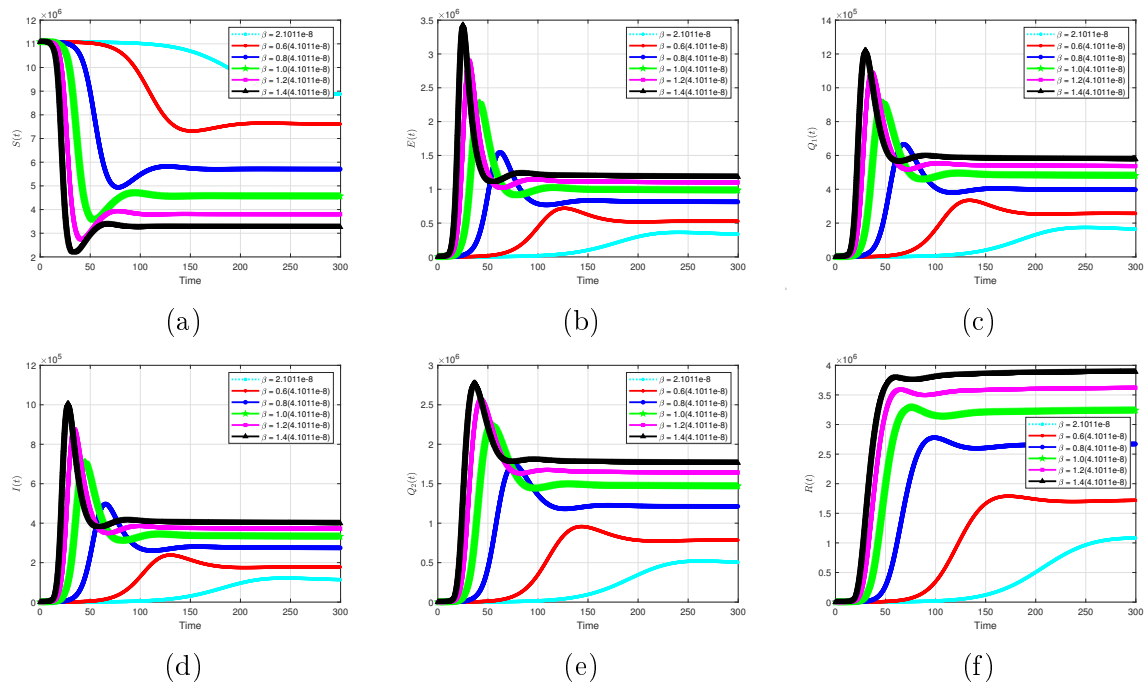 ×10⁶
S(t)
11
10
9
8
7
6
5
4
3
2
0 50 100 150 200 250 300
Time
β = 2.1011e-8
β = 0.6(4.1011e-8)
β = 0.8(4.1011e-8)
β = 1.0(4.1011e-8)
β = 1.2(4.1011e-8)
β = 1.4(4.1011e-8)
(a)
×10⁶
E(t)
3.5
3
2.5
2
1.5
1
0.5
0
0 50 100 150 200 250 300
Time
β = 2.1011e-8
β = 0.6(4.1011e-8)
β = 0.8(4.1011e-8)
β = 1.0(4.1011e-8)
β = 1.2(4.1011e-8)
β = 1.4(4.1011e-8)
(b)
×10⁵
Q₁(t)
14
12
10
8
6
4
2
0
0 50 100 150 200 250 300
Time
β = 2.1011e-8
β = 0.6(4.1011e-8)
β = 0.8(4.1011e-8)
β = 1.0(4.1011e-8)
β = 1.2(4.1011e-8)
β = 1.4(4.1011e-8)
(c)
×10⁵
I(t)
12
10
8
6
4
2
0
0 50 100 150 200 250 300
Time
β = 2.1011e-8
β = 0.6(4.1011e-8)
β = 0.8(4.1011e-8)
β = 1.0(4.1011e-8)
β = 1.2(4.1011e-8)
β = 1.4(4.1011e-8)
(d)
×10⁶
Q₂(t)
3
2.5
2
1.5
1
0.5
0
0 50 100 150 200 250 300
Time
β = 2.1011e-8
β = 0.6(4.1011e-8)
β = 0.8(4.1011e-8)
β = 1.0(4.1011e-8)
β = 1.2(4.1011e-8)
β = 1.4(4.1011e-8)
(e)
×10⁶
R(t)
4
3.5
3
2.5
2
1.5
1
0.5
0
0 50 100 150 200 250 300
Time
β = 2.1011e-8
β = 0.6(4.1011e-8)
β = 0.8(4.1011e-8)
β = 1.0(4.1011e-8)
β = 1.2(4.1011e-8)
β = 1.4(4.1011e-8)
(f)